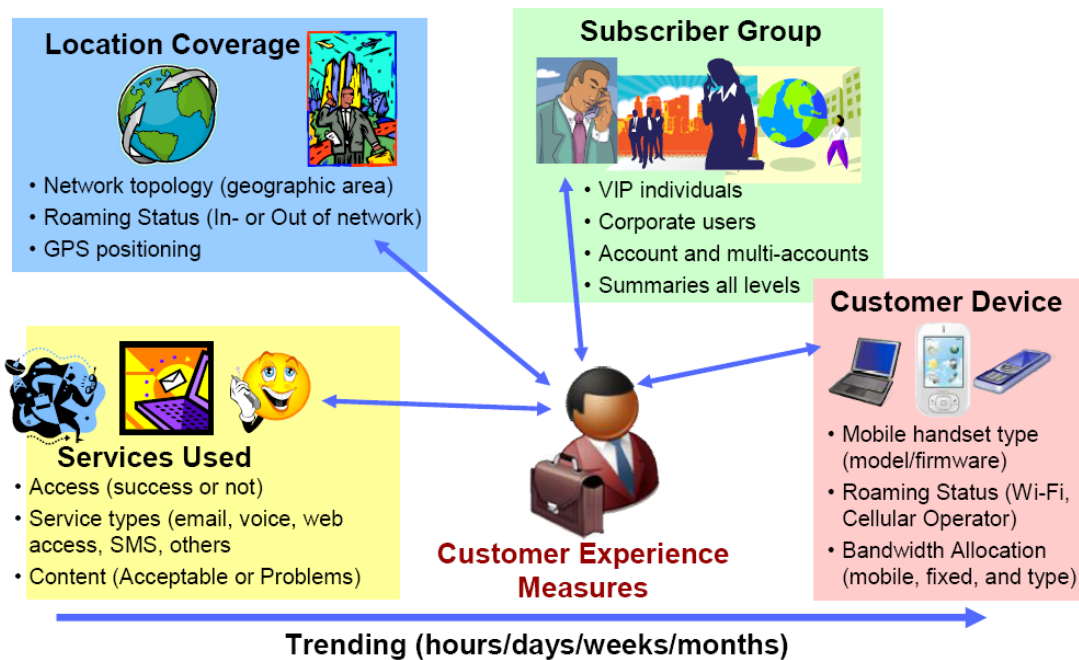 Location Coverage
• Network topology (geographic area)
• Roaming Status (In- or Out of network)
• GPS positioning
Subscriber Group
• VIP individuals
• Corporate users
• Account and multi-accounts
• Summaries all levels
Customer Device
• Mobile handset type
(model/firmware)
• Roaming Status (Wi-Fi,
Cellular Operator)
• Bandwidth Allocation
(mobile, fixed, and type)
Services Used
• Access (success or not)
• Service types (email, voice, web
access, SMS, others
• Content (Acceptable or Problems)
Customer Experience
Measures
Trending (hours/days/weeks/months)